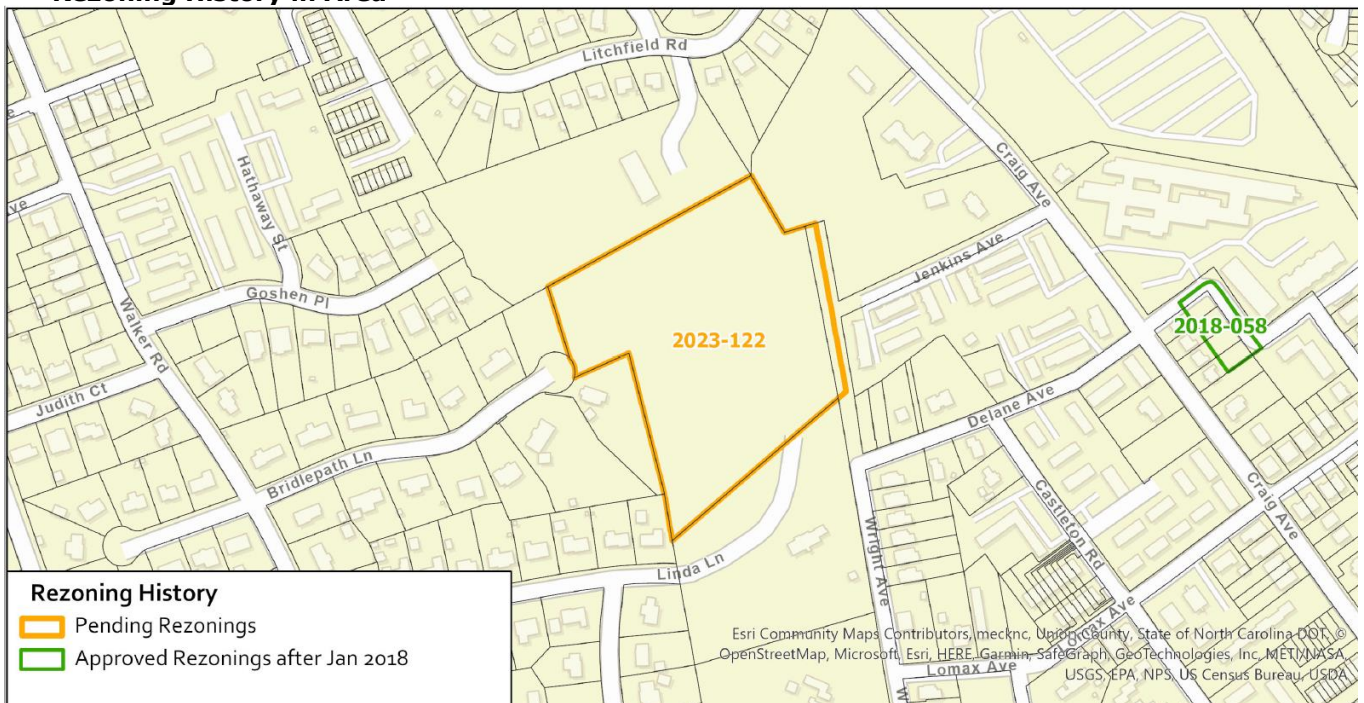 Rezoning History in Area
Litchfield Rd
Craig Ave
Hathaway St
Jenkins Ave
Goshen Pl
Walker Rd
2023-122
2018-058
Judith Ct
Delane Ave
Bridlepath Ln
Castleton Rd
Craig Ave
Wright Ave
Linda Ln
Rezoning History
Pending Rezonings
Approved Rezonings after Jan 2018
Lomax Ave
Lomax Ave
Esri Community Maps Contributors, mecknc, Union County, State of North Carolina DOT, ©
OpenStreetMap, Microsoft, Esri, HERE, Garmin, SafeGraph, GeoTechnologies, Inc, METI/NASA,
USGS, EPA, NPS, US Census Bureau, USDA